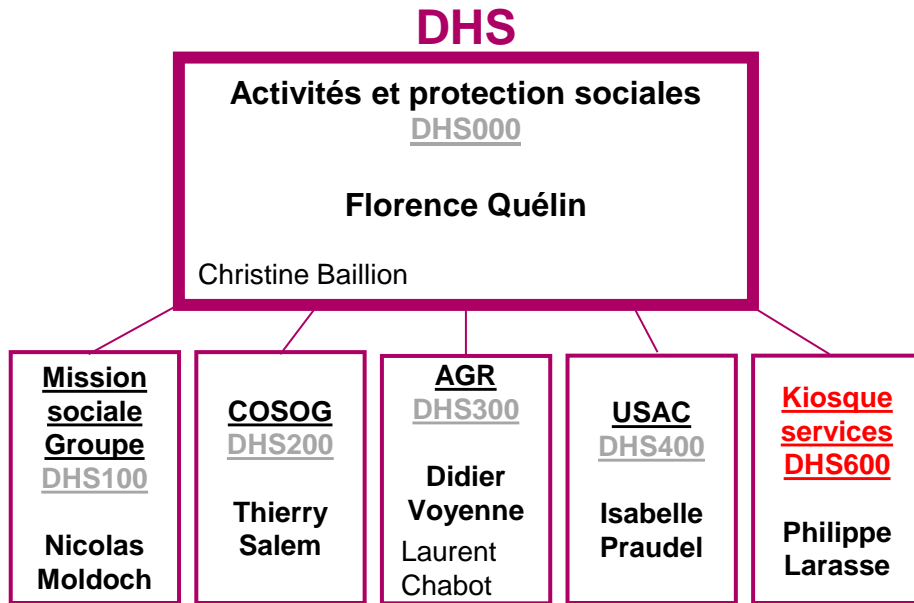 DHS
Activités et protection sociales
DHS000
Florence Quélin
Christine Baillion
Mission
sociale
Groupe
DHS100
Nicolas
Moldoch
COSOG
DHS200
Thierry
Salem
AGR
DHS300
Didier
Voyenne
Laurent
Chabot
USAC
DHS400
Isabelle
Praudel
Kiosque
services
DHS600
Philippe
Larasse